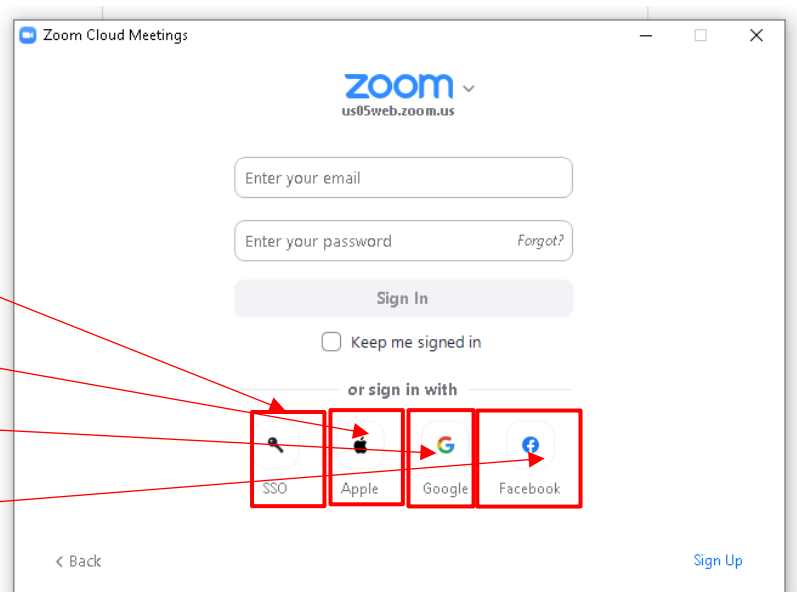 Zoom Cloud Meetings
zoom
us05web.zoom.us
Enter your email
Enter your password Forgot?
Sign In
Keep me signed in
or sign in with
SSO Apple Google Facebook
< Back Sign Up